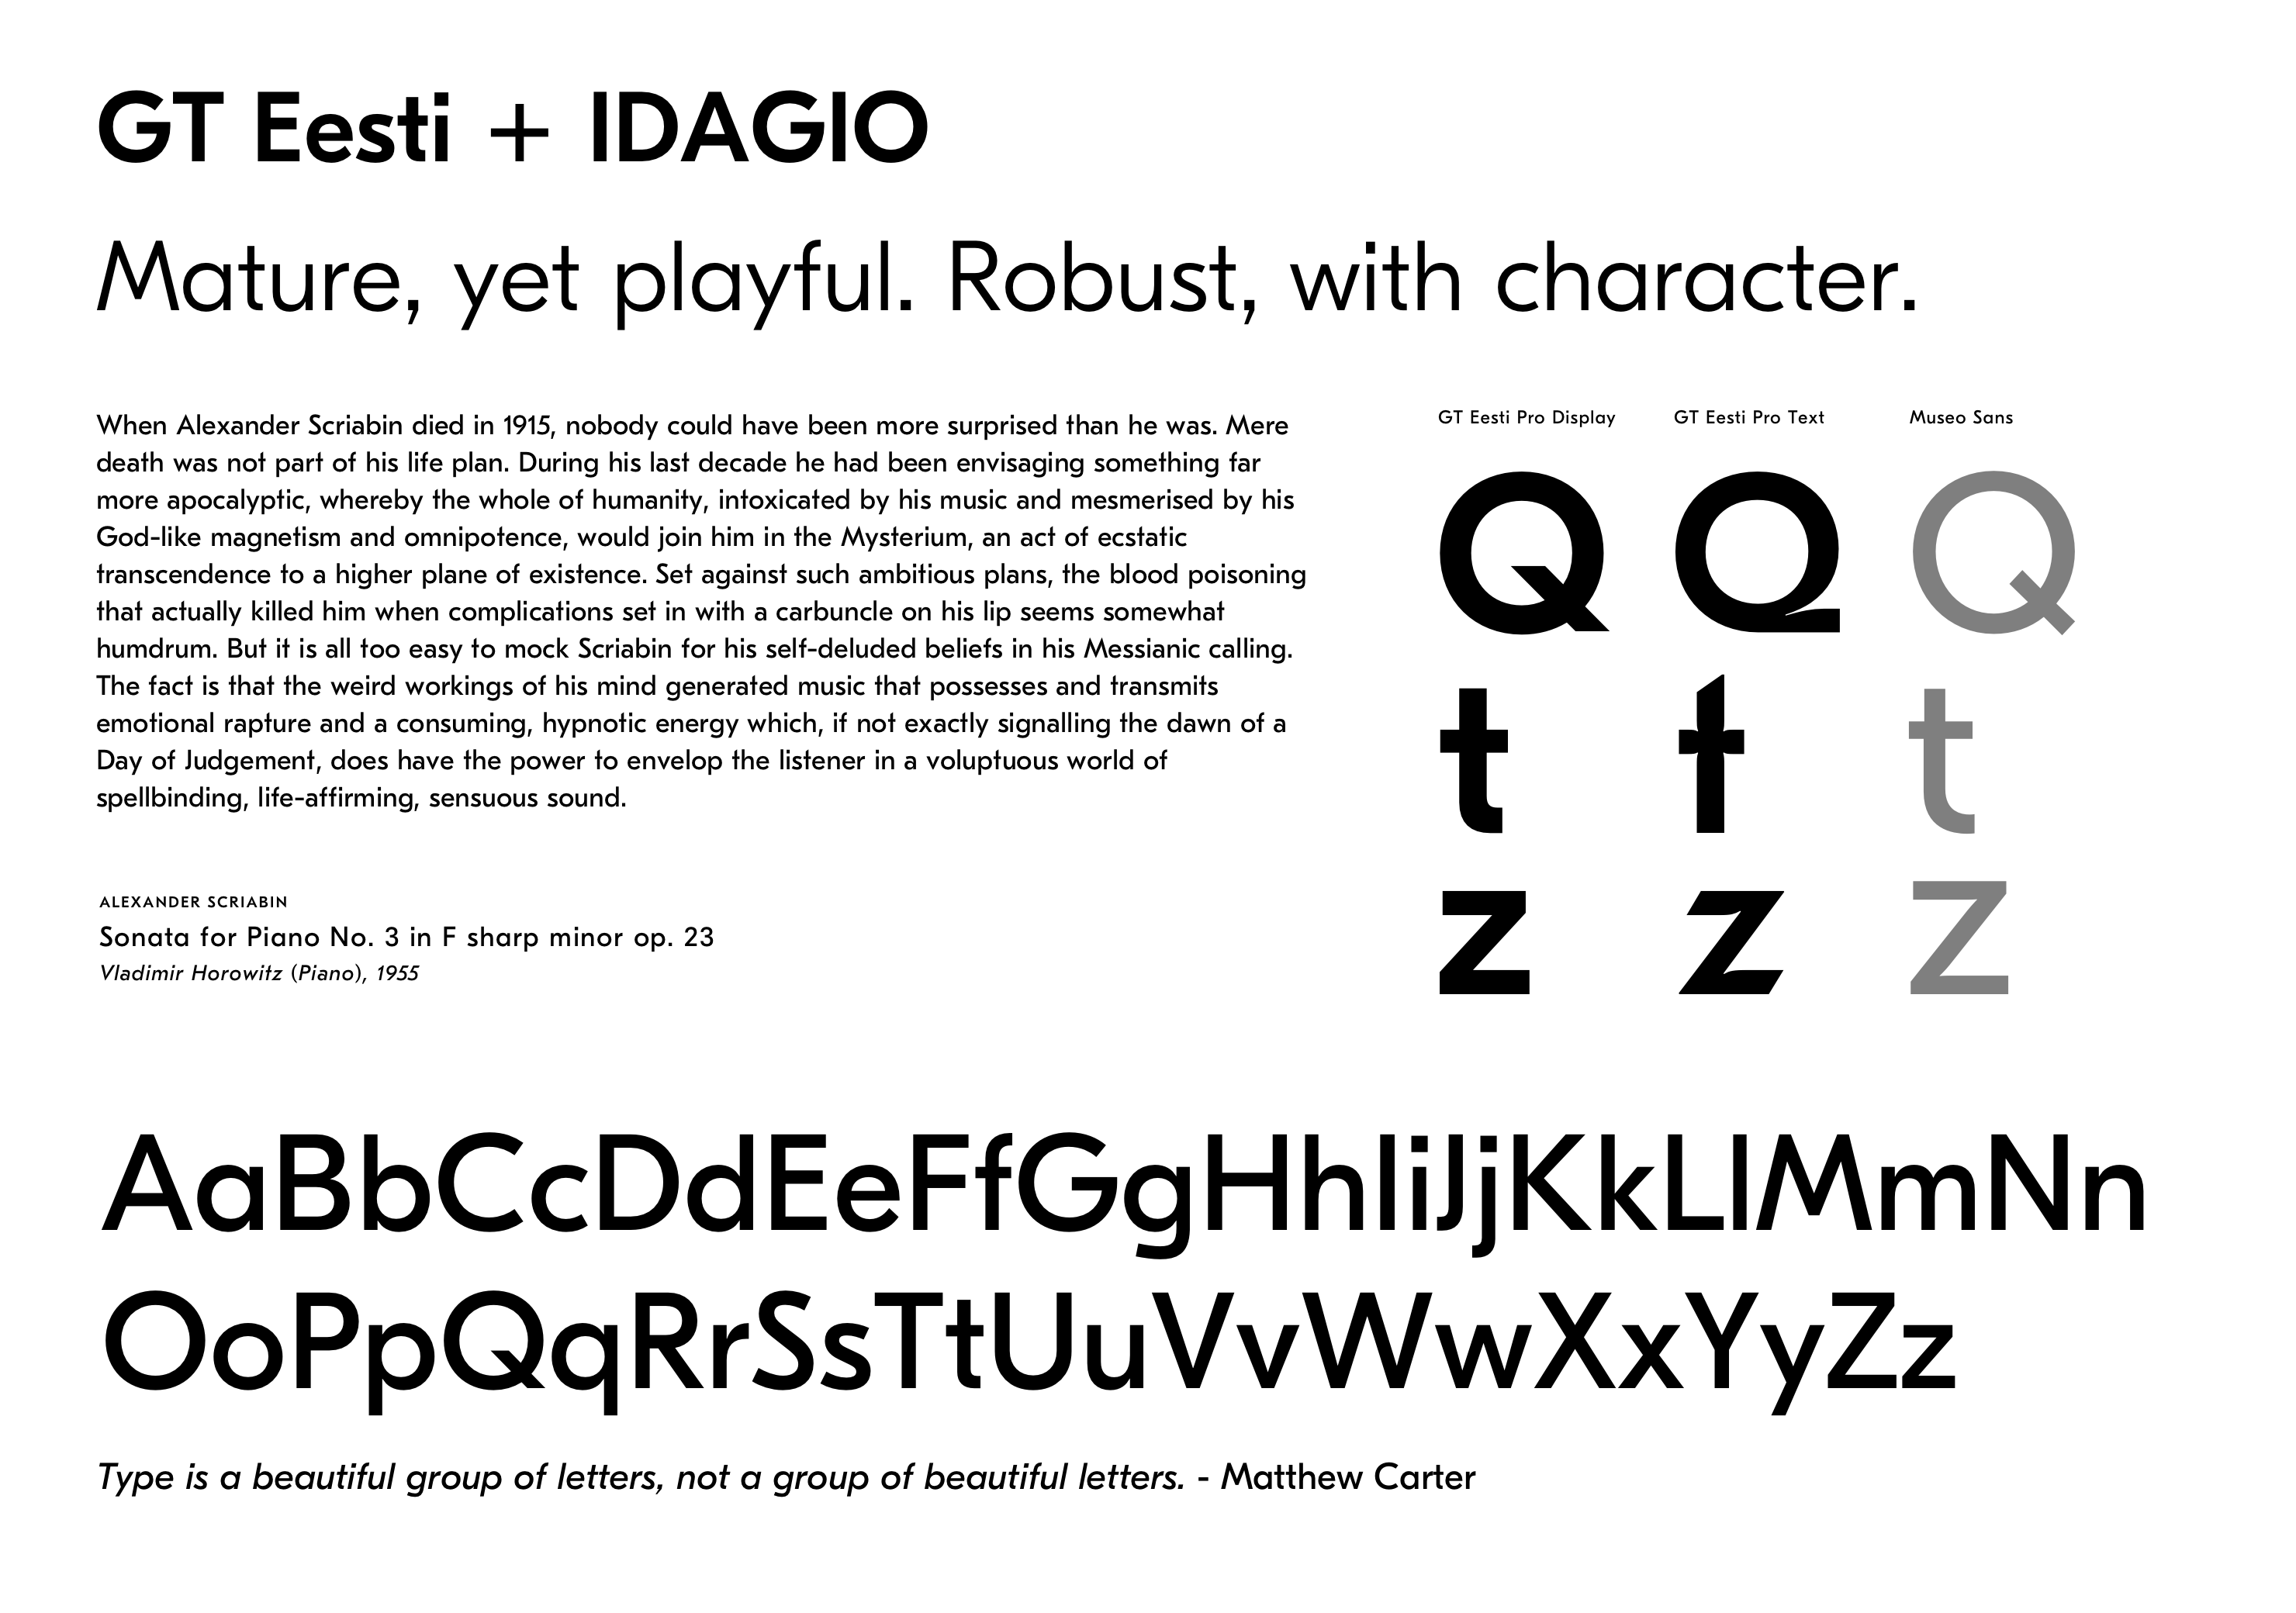 GT Eesti + IDAGIO
Mature, yet playful. Robust, with character.
When Alexander Scriabin died in 1915, nobody could have been more surprised than he was. Mere
death was not part of his life plan. During his last decade he had been envisaging something far
more apocalyptic, whereby the whole of humanity, intoxicated by his music and mesmerised by his
God-like magnetism and omnipotence, would join him in the Mysterium, an act of ecstatic
transcendence to a higher plane of existence. Set against such ambitious plans, the blood poisoning
that actually killed him when complications set in with a carbuncle on his lip seems somewhat
humdrum. But it is all too easy to mock Scriabin for his self-deluded beliefs in his Messianic calling.
The fact is that the weird workings of his mind generated music that possesses and transmits
emotional rapture and a consuming, hypnotic energy which, if not exactly signalling the dawn of a
Day of Judgement, does have the power to envelop the listener in a voluptuous world of
spellbinding, life-affirming, sensuous sound.
ALEXANDER SCRIABIN
Sonata for Piano No. 3 in F sharp minor op. 23
Vladimir Horowitz (Piano), 1955
GT Eesti Pro Display GT Eesti Pro Text Museo Sans
Q Q Q
t t t
z z z
AaBbCcDdEeFfGgHhIiJjKkLlMmNn
OoPpQqRrSsTtUuVvWwXxYyZz
Type is a beautiful group of letters, not a group of beautiful letters. - Matthew Carter